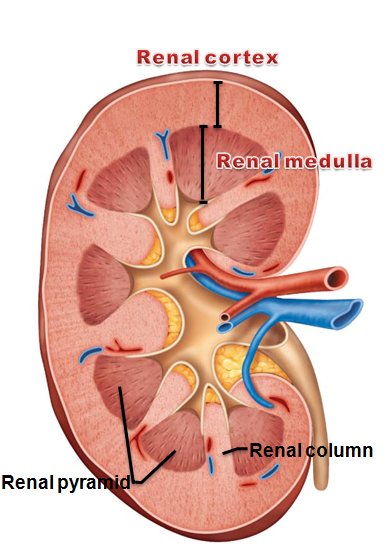 Renal cortex
Renal medulla
Renal column
Renal pyramid